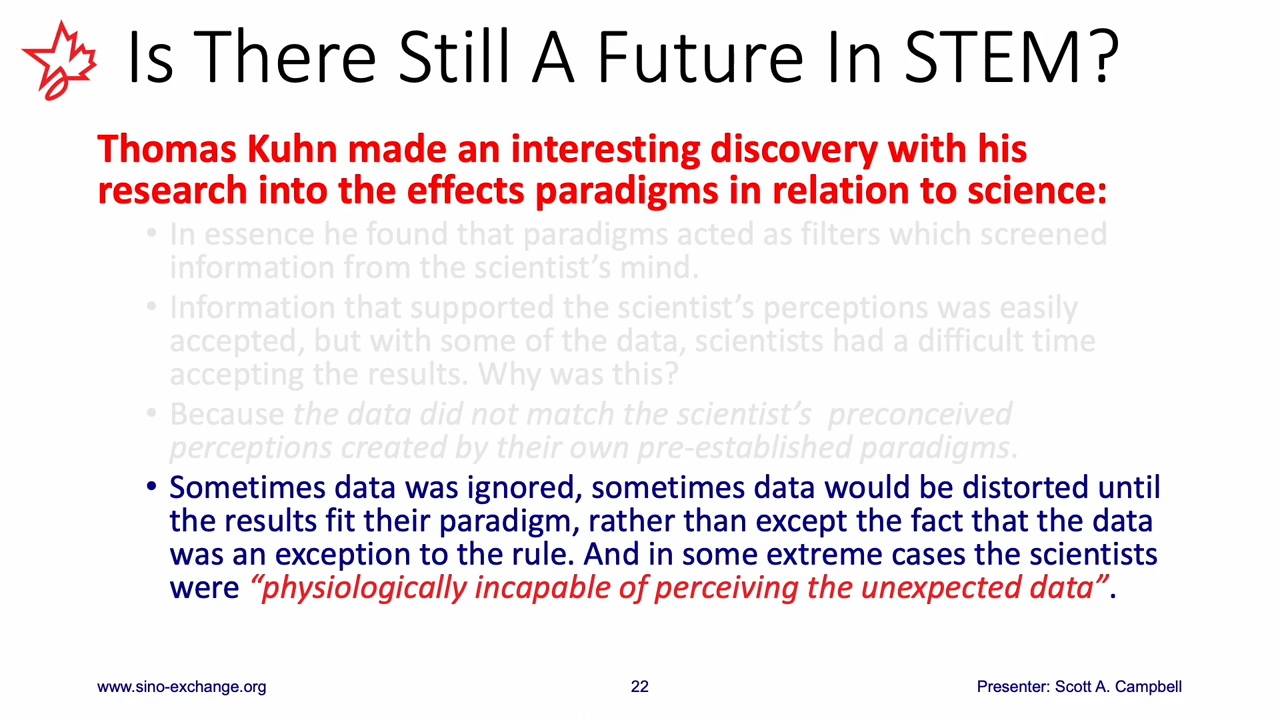 Is There Still A Future In STEM?
Thomas Kuhn made an interesting discovery with his
research into the effects paradigms in relation to science:
• In essence he found that paradigms acted as filters which screened
information from the scientist’s mind.
• Information that supported the scientist’s perceptions was easily
accepted, but with some of the data, scientists had a difficult time
accepting the results. Why was this?
• Because the data did not match the scientist’s preconceived
perceptions created by their own pre-established paradigms.
• Sometimes data was ignored, sometimes data would be distorted until
the results fit their paradigm, rather than except the fact that the data
was an exception to the rule. And in some extreme cases the scientists
were “physiologically incapable of perceiving the unexpected data”.
www.sino-exchange.org
22
Presenter: Scott A. Campbell